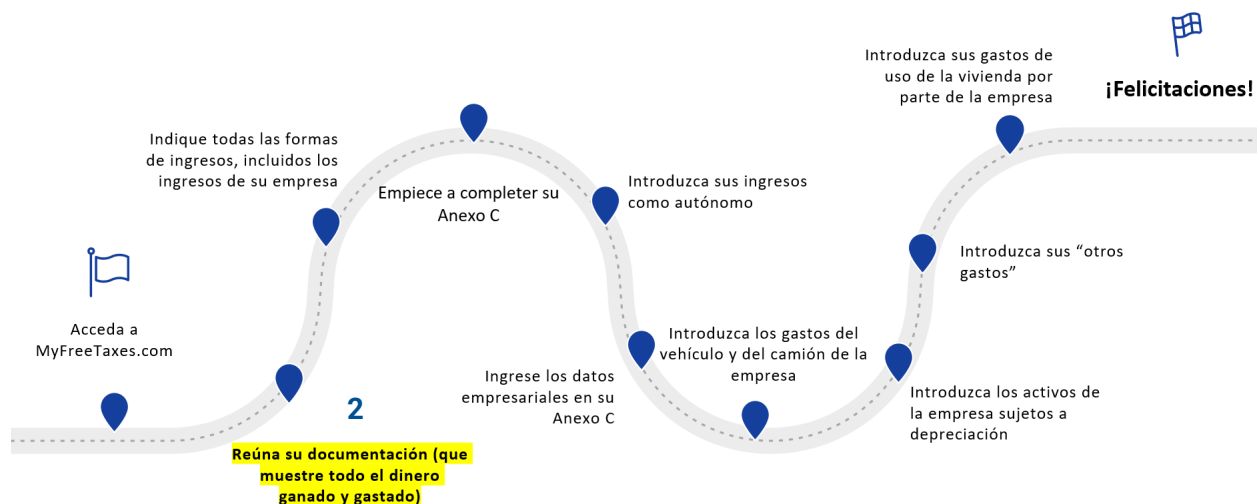 Acceda a
MyFreeTaxes.com
2
Reúna su documentación (que
muestre todo el dinero
ganado y gastado)
Indique todas las formas
de ingresos, incluidos los
ingresos de su empresa
Empiece a completer su
Anexo C
Introduzca sus ingresos
como autónomo
Ingrese los datos
empresariales en su
Anexo C
Introduzca los gastos del
vehículo y del camión de la
empresa
Introduzca los activos de
la empresa sujetos a
depreciación
Introduzca sus “otros
gastos”
Introduzca sus gastos de
uso de la vivienda por
parte de la empresa
¡Felicitaciones!